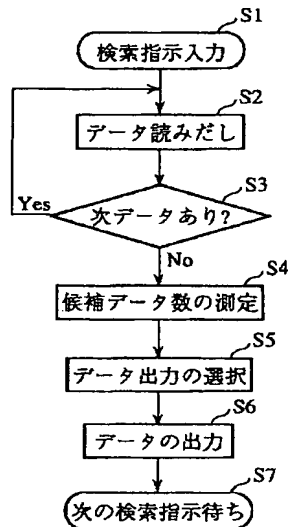 S1
検索指示入力
S2
データ読みだし
S3
Yes
次データあり?
No
S4
候補データ数の測定
S5
データ出力の選択
S6
データの出力
S7
次の検索指示待ち